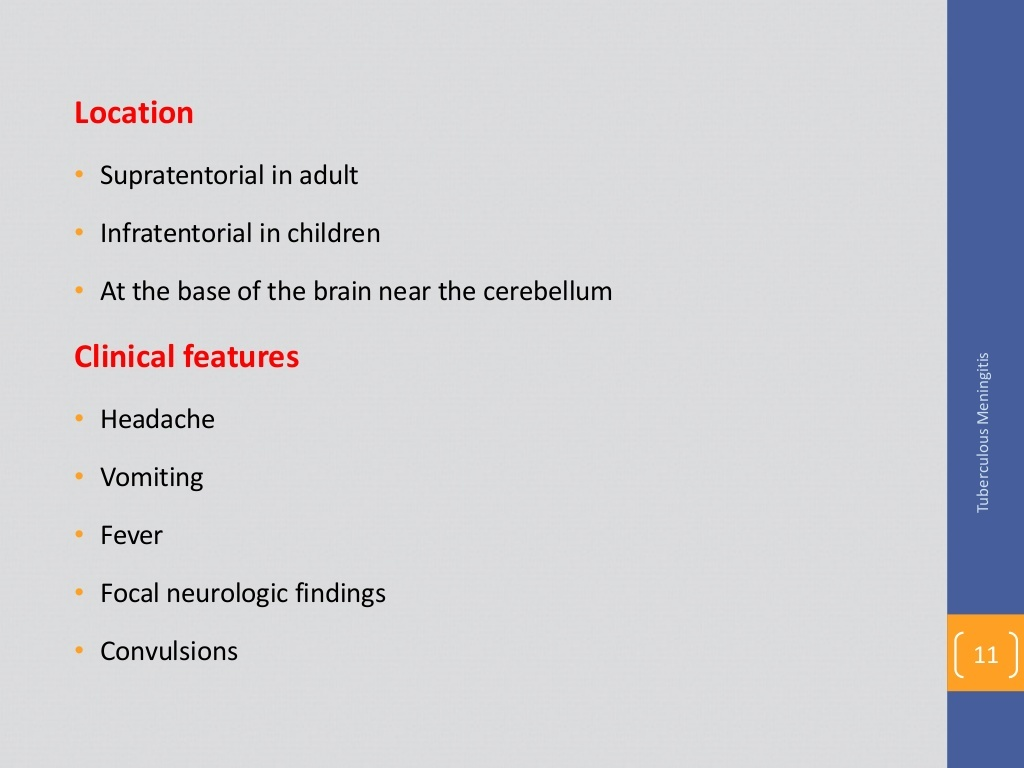 Location
• Supratentorial in adult
• Infratentorial in children
• At the base of the brain near the cerebellum
Clinical features
• Headache
• Vomiting
• Fever
• Focal neurologic findings
• Convulsions
Tuberculous Meningitis
11